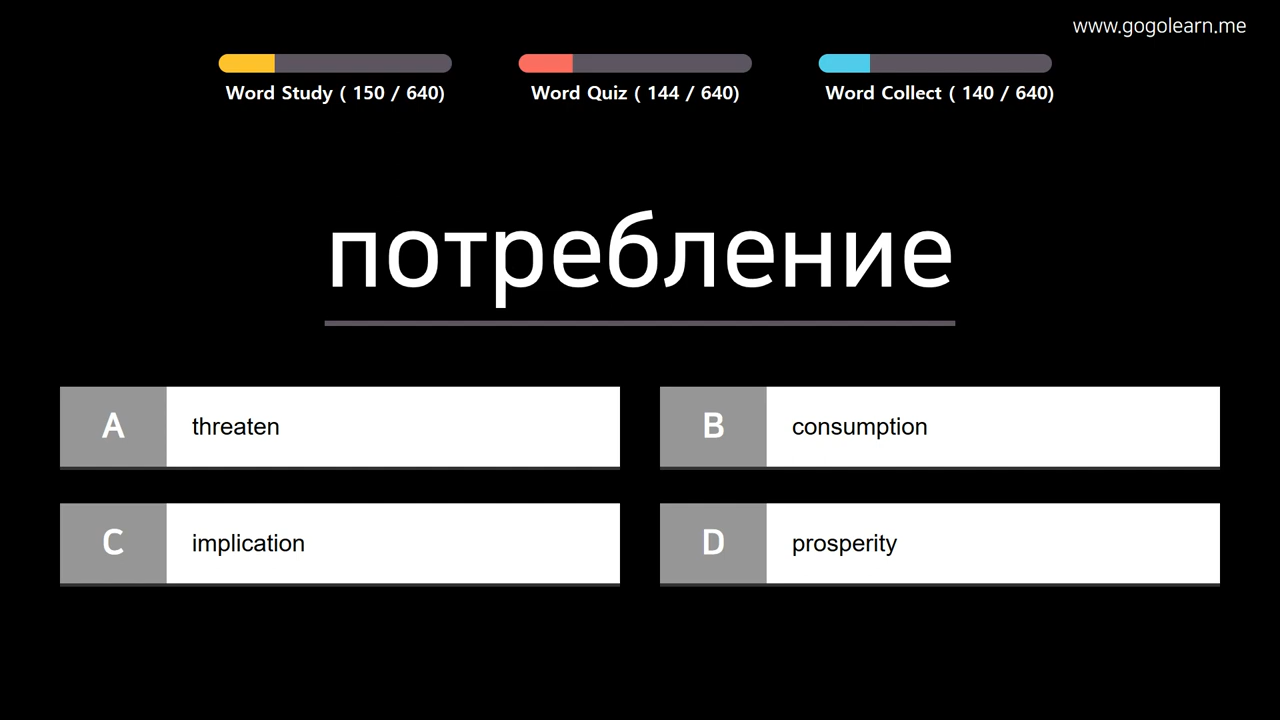 www.gogolearn.me
Word Study ( 150 / 640)
Word Quiz ( 144 / 640)
Word Collect ( 140 / 640)
потребление
A threaten
B consumption
C implication
D prosperity